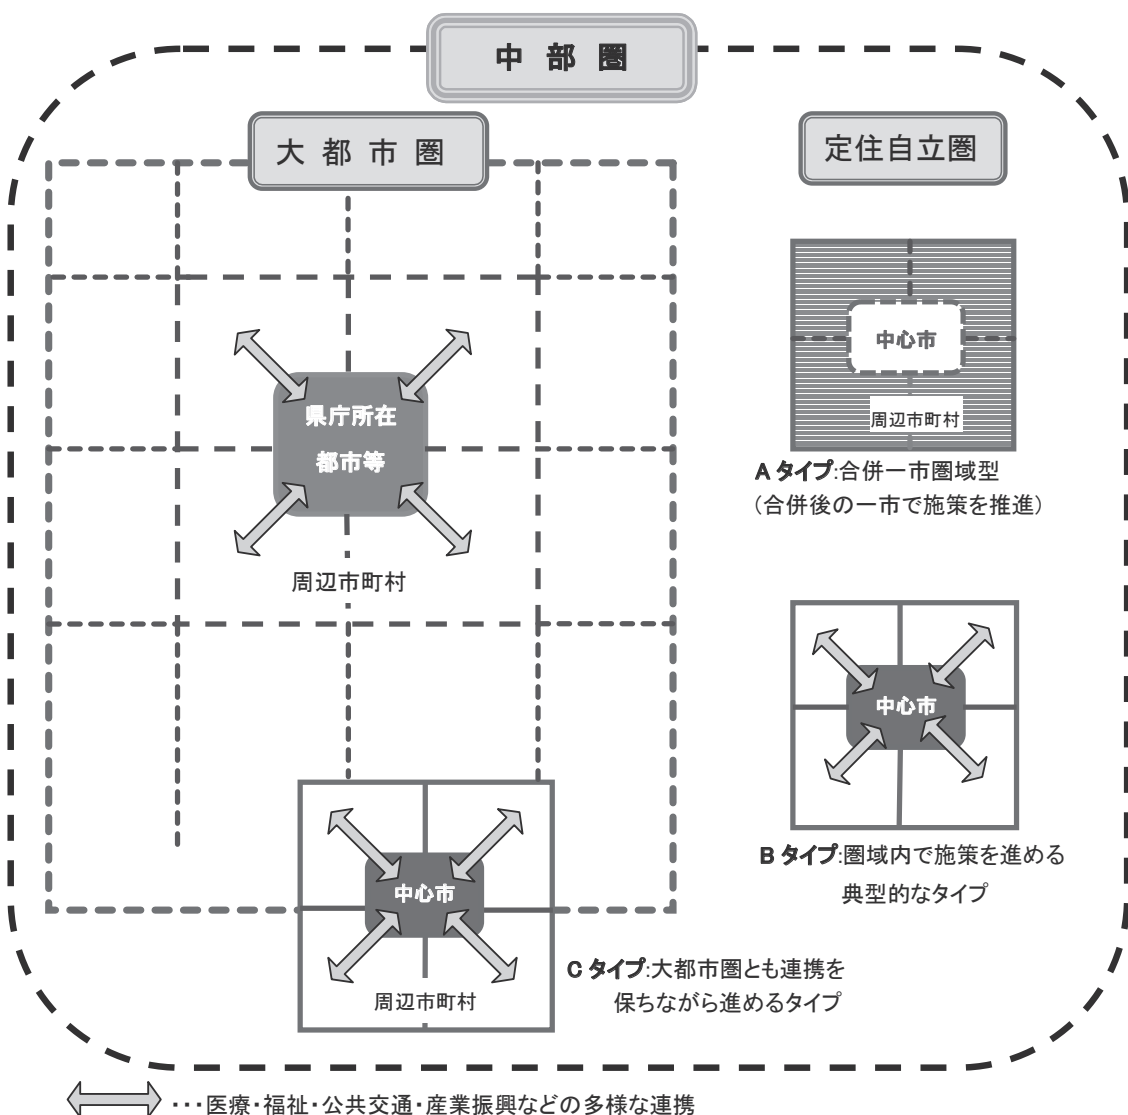 中部圏
大都市圏
定住自立圏
中心市
周辺市町村
Aタイプ:合併一市圏域型
(合併後の一市で施策を推進)
県庁所在
都市等
周辺市町村
中心市
Bタイプ:圏域内で施策を進める
典型的なタイプ
中心市
周辺市町村
Cタイプ:大都市圏とも連携を
保ちながら進めるタイプ
・・・医療・福祉・公共交通・産業振興などの多様な連携